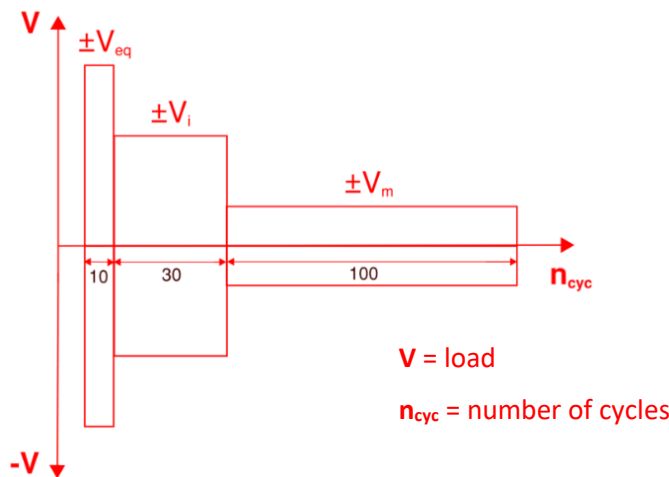 V
±Veq
±Vi
±Vm
10
30
100
ncyc
V = load
ncyc = number of cycles
-V